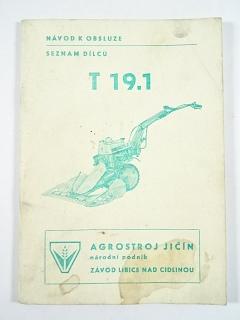 NÁVOD K OBSLUZE
SEZNAM DÍLCŮ
T 19.1
AGROSTROJ JIČÍN
národní podnik
ZÁVOD LIBICE NAD CIDLINOU